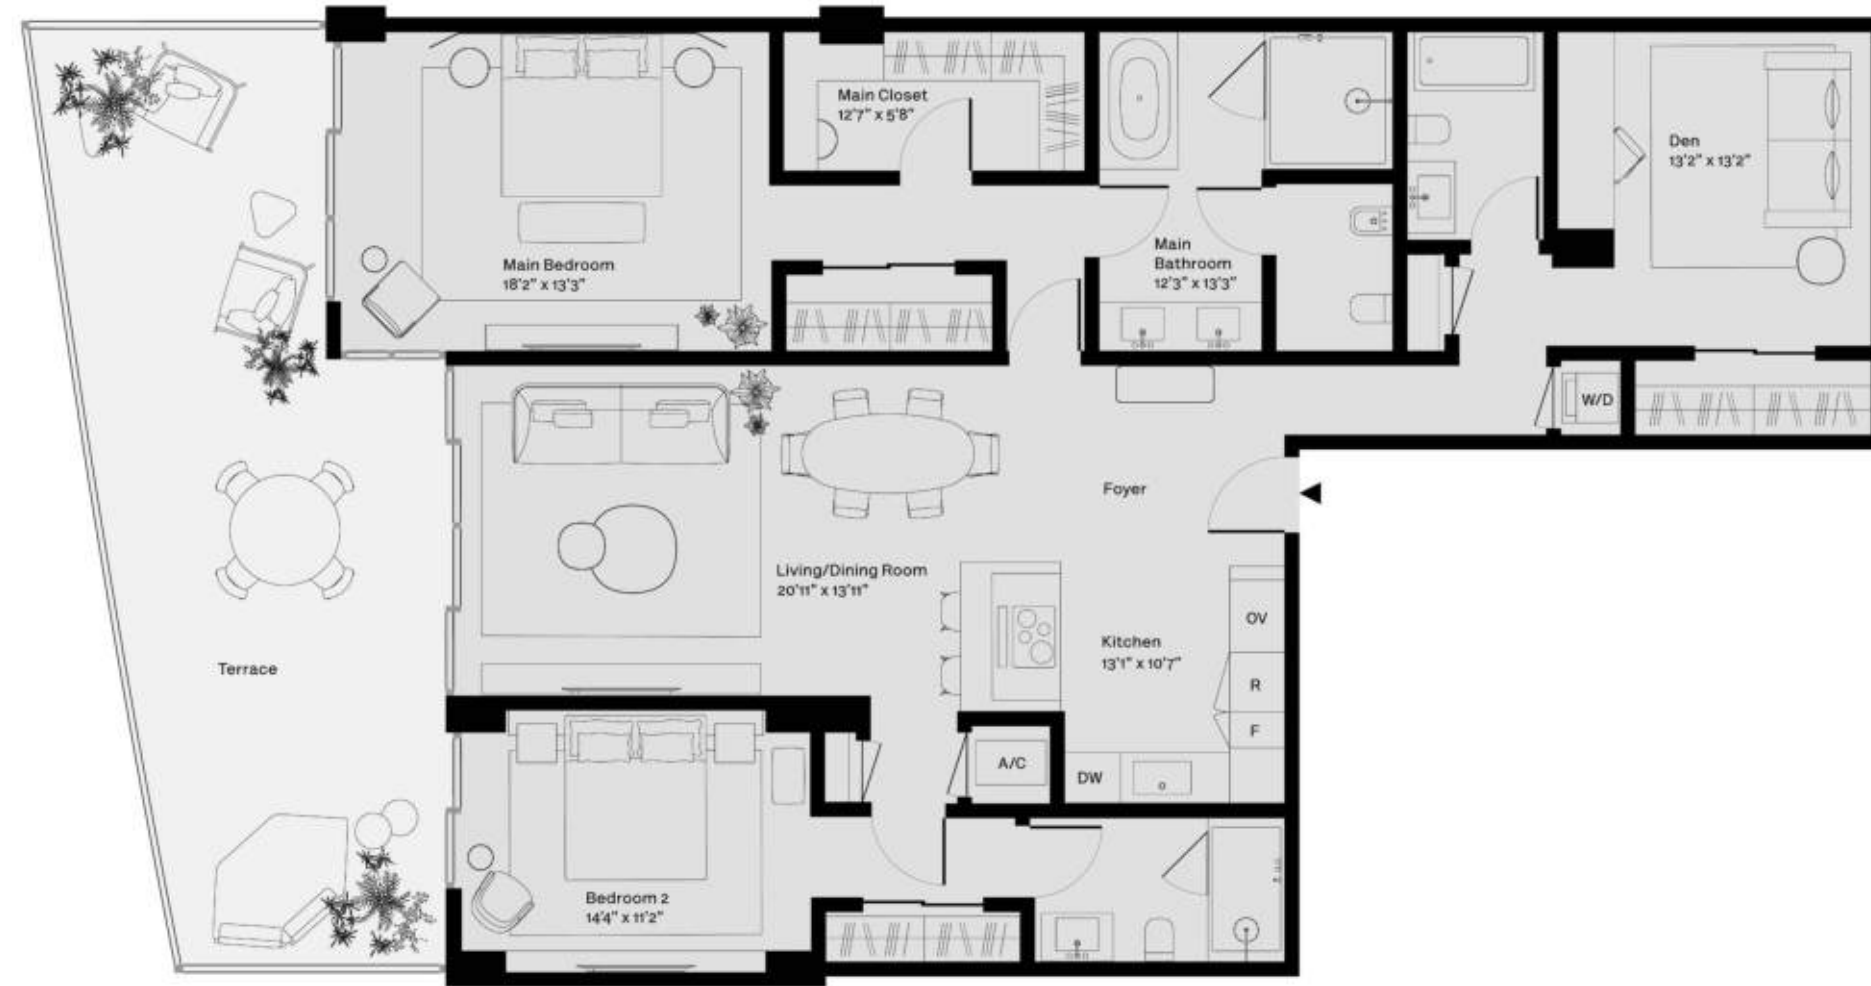 Main Closet
12'7" x 5'8"
Den
13'2" x 13'2"
Main Bedroom
18'2" x 13'3"
Main
Bathroom
12'3" x 13'3"
W/D
Foyer
Living/Dining Room
20'11" x 13'11"
OV
Kitchen
13'1" x 10'7"
Terrace
R
F
A/C
DW
Bedroom 2
14'4" x 11'2"